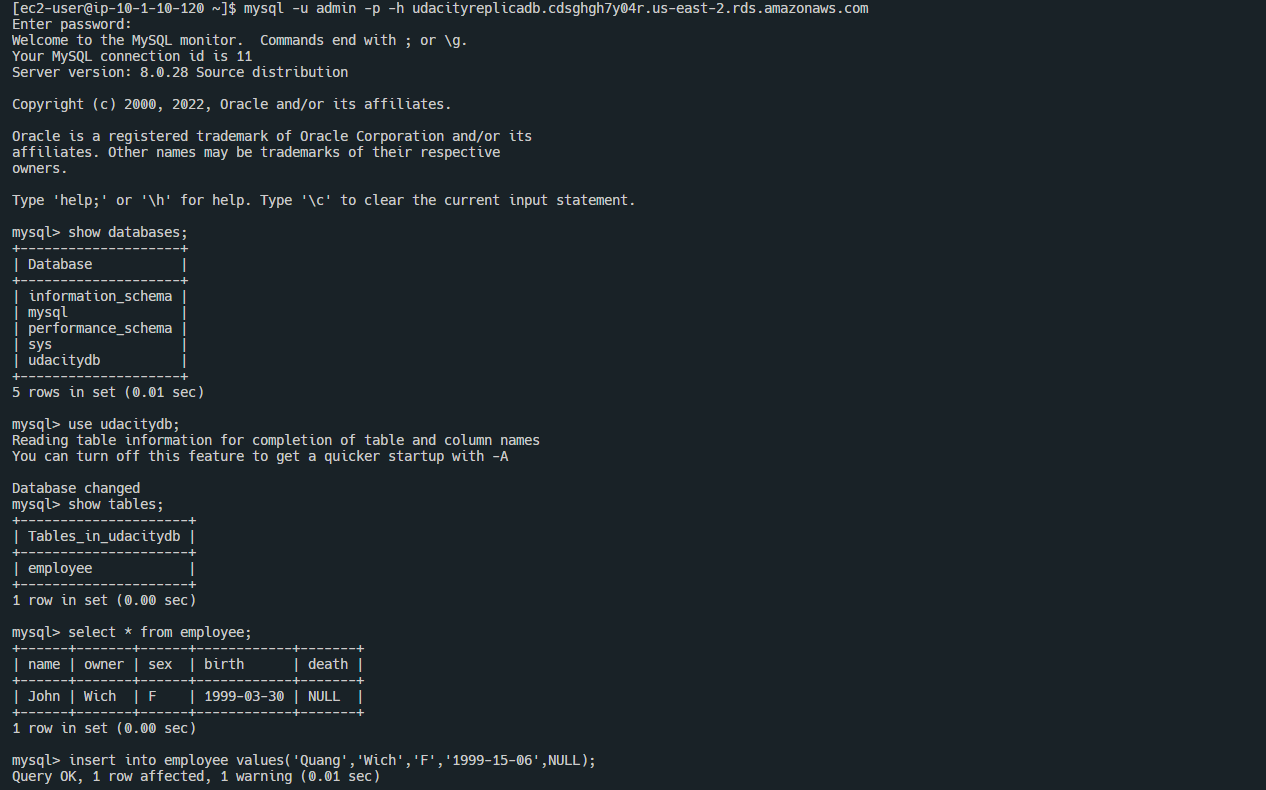 [ec2-user@ip-10-1-10-120 ~]$ mysql -u admin -p -h udacityreplicadb.cdsghgh7y04r.us-east-2.rds.amazonaws.com
Enter password:
Welcome to the MySQL monitor.  Commands end with ; or \g.
Your MySQL connection id is 11
Server version: 8.0.28 Source distribution

Copyright (c) 2000, 2022, Oracle and/or its affiliates.

Oracle is a registered trademark of Oracle Corporation and/or its
affiliates. Other names may be trademarks of their respective
owners.

Type 'help;' or '\h' for help. Type '\c' to clear the current input statement.

mysql> show databases;
+--------------------+
| Database           |
+--------------------+
| information_schema |
| mysql              |
| performance_schema |
| sys                |
| udacitydb          |
+--------------------+
5 rows in set (0.01 sec)

mysql> use udacitydb;
Reading table information for completion of table and column names
You can turn off this feature to get a quicker startup with -A

Database changed
mysql> show tables;
+---------------------+
| Tables_in_udacitydb |
+---------------------+
| employee            |
+---------------------+
1 row in set (0.00 sec)

mysql> select * from employee;
+------+-------+------+------------+-------+
| name | owner | sex  | birth      | death |
+------+-------+------+------------+-------+
| John | Wich  | F    | 1999-03-30 | NULL  |
+------+-------+------+------------+-------+
1 row in set (0.00 sec)

mysql> insert into employee values('Quang','Wich','F','1999-15-06',NULL);
Query OK, 1 row affected, 1 warning (0.01 sec)